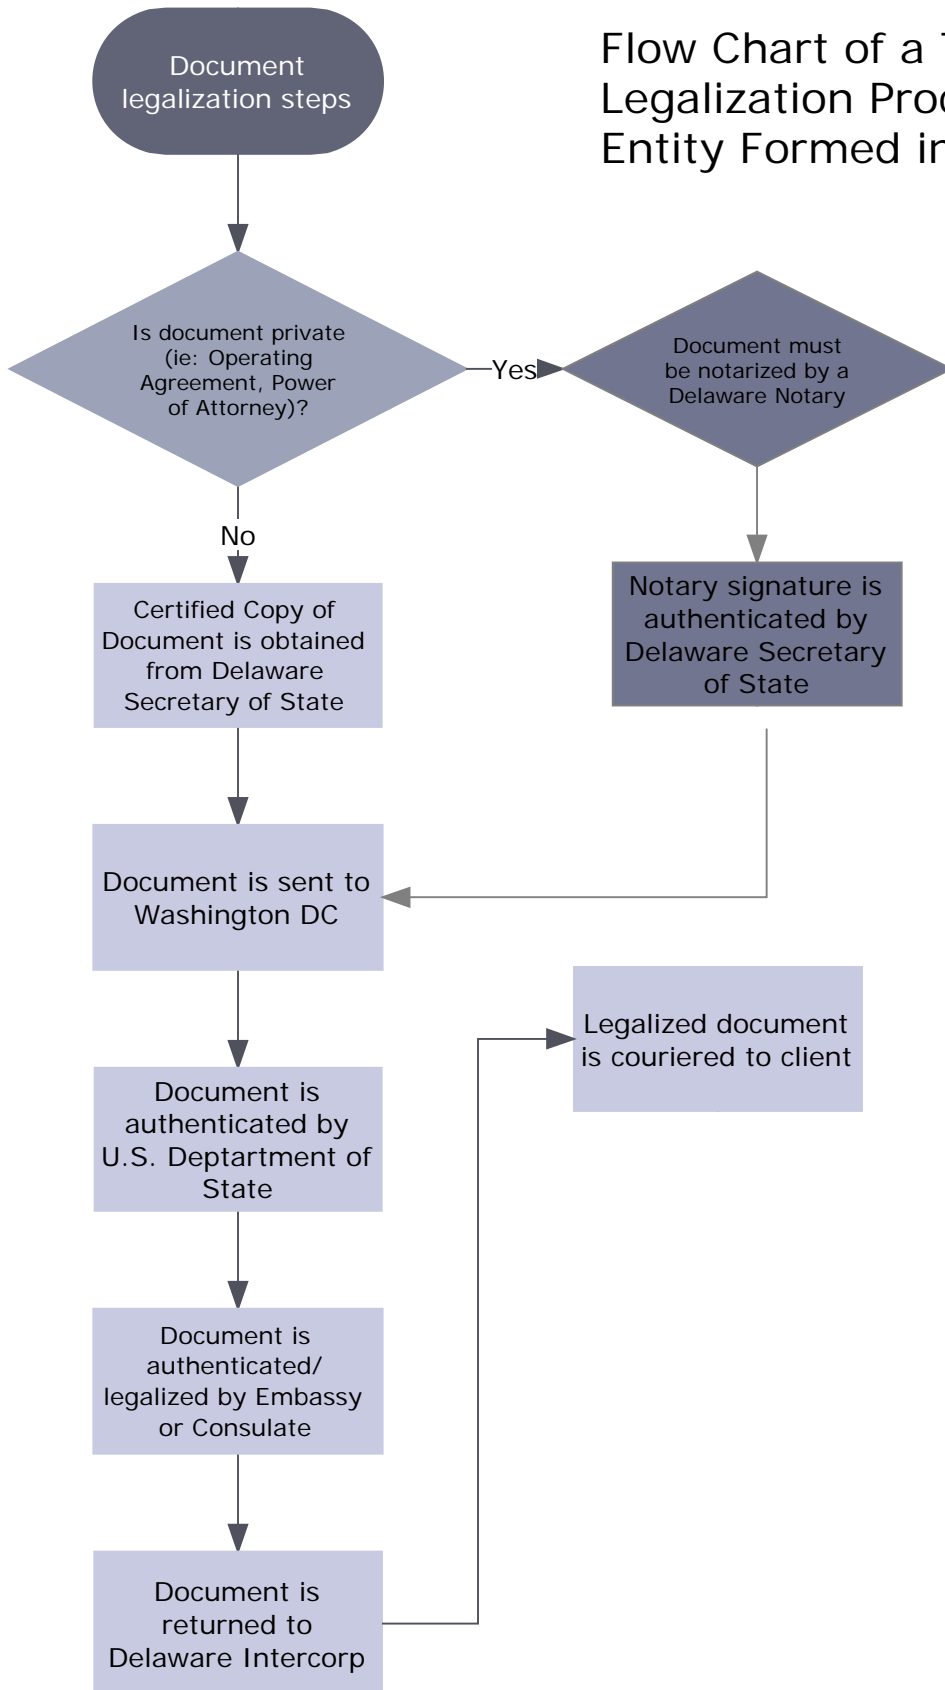 Document
legalization steps
Flow Chart of a
Legalization
Entity Formed in
Is document private
(ie: Operating
Agreement, Power
of Attorney)?
Yes
Document must
be notarized by a
Delaware Notary
No
Certified Copy of
Document is obtained
from Delaware
Secretary of State
Notary signature is
authenticated by
Delaware Secretary
of State
Document is sent to
Washington DC
Legalized document
is couriered to client
Document is
authenticated by
U.S. Deptartment of
State
Document is
authenticated/
legalized by Embassy
or Consulate
Document is
returned to
Delaware Intercorp